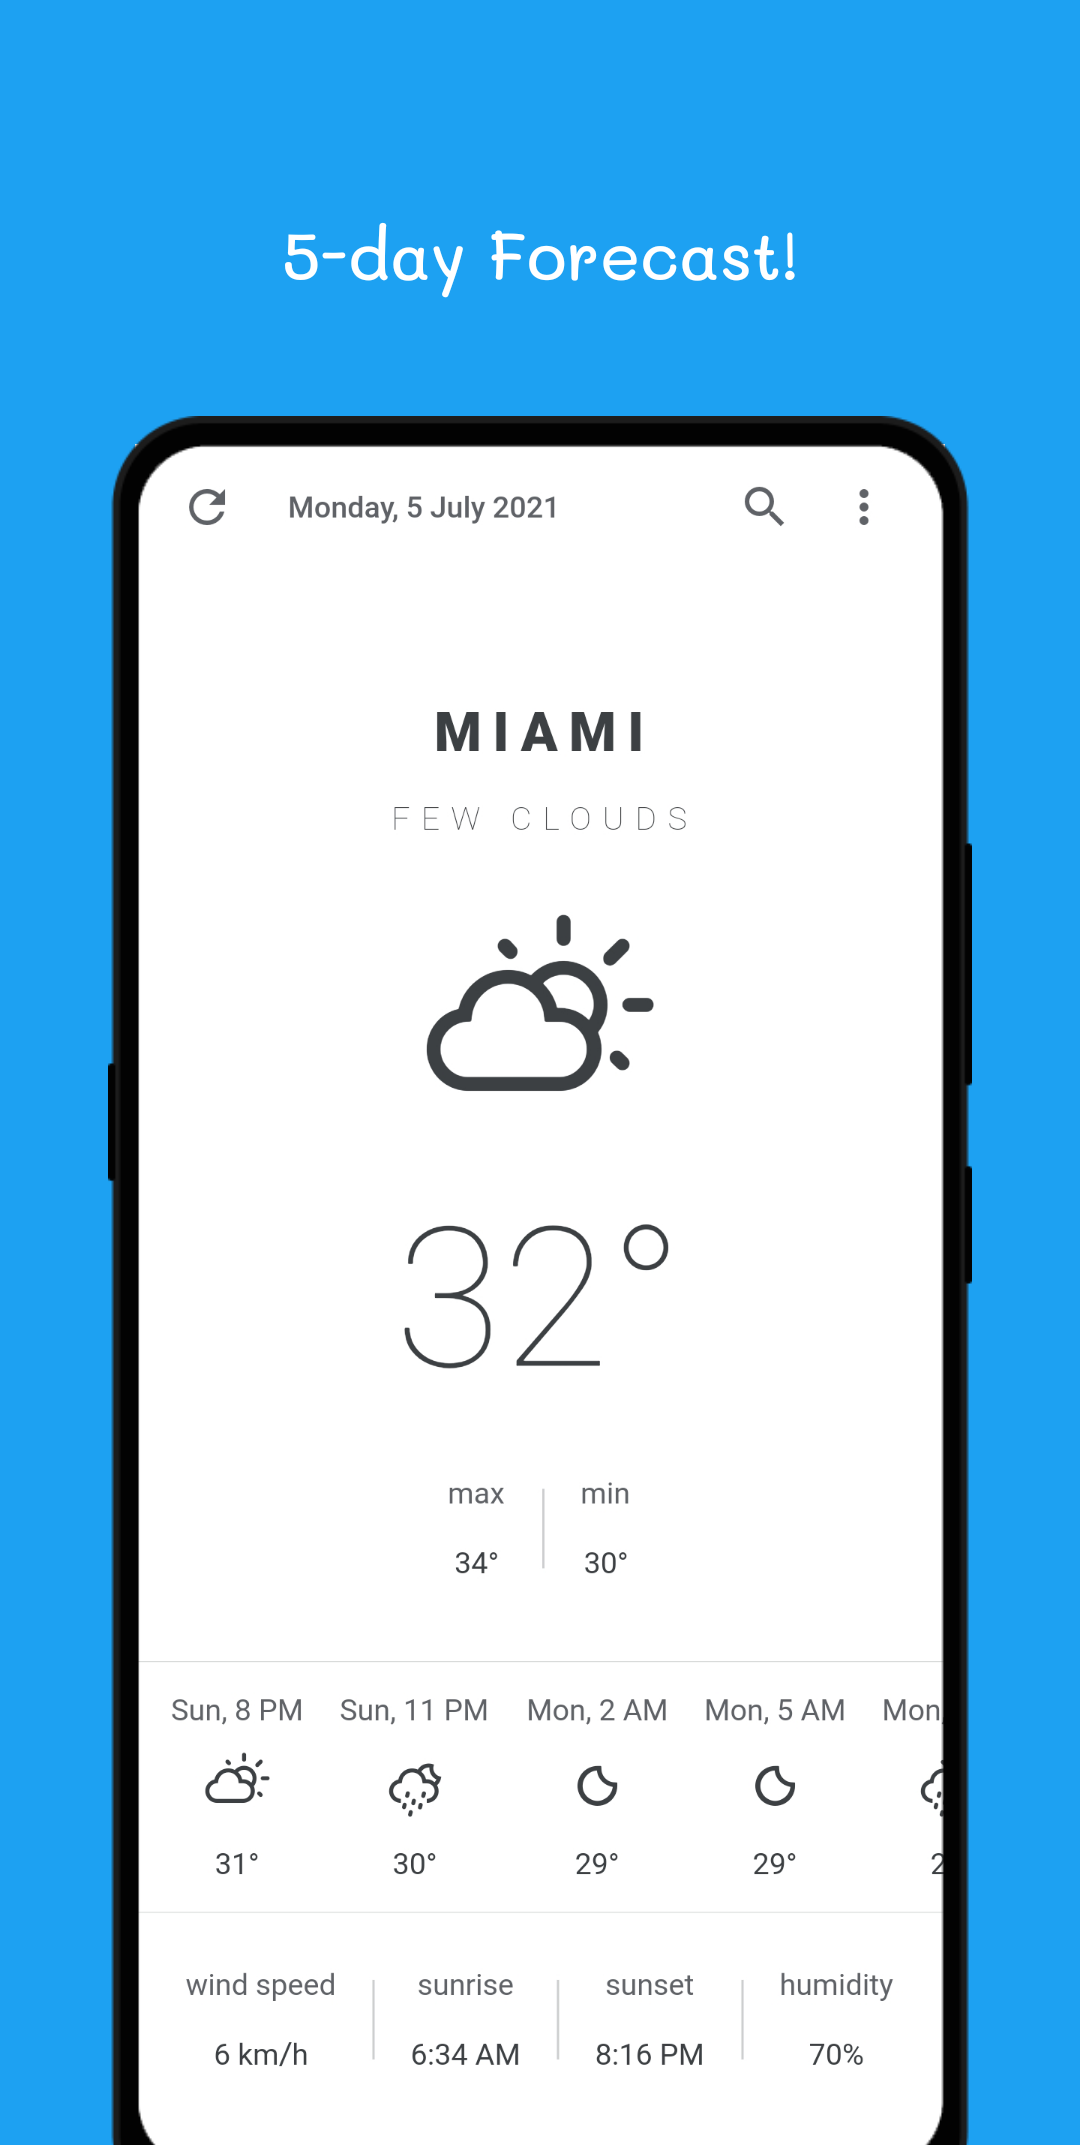 5-day Forecast!
Monday, 5 July 2021
MIAMI
FEW CLOUDS
32°
max min
34° 30°
Sun, 8 PM Sun, 11 PM Mon, 2 AM Mon, 5 AM Mon,
31° 30° 29° 29° 2
wind speed sunrise sunset humidity
6 km/h 6:34 AM 8:16 PM 70%